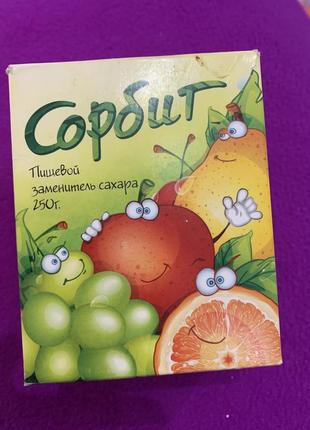 Сорбит
Пищевой
заменитель сахара
250г.